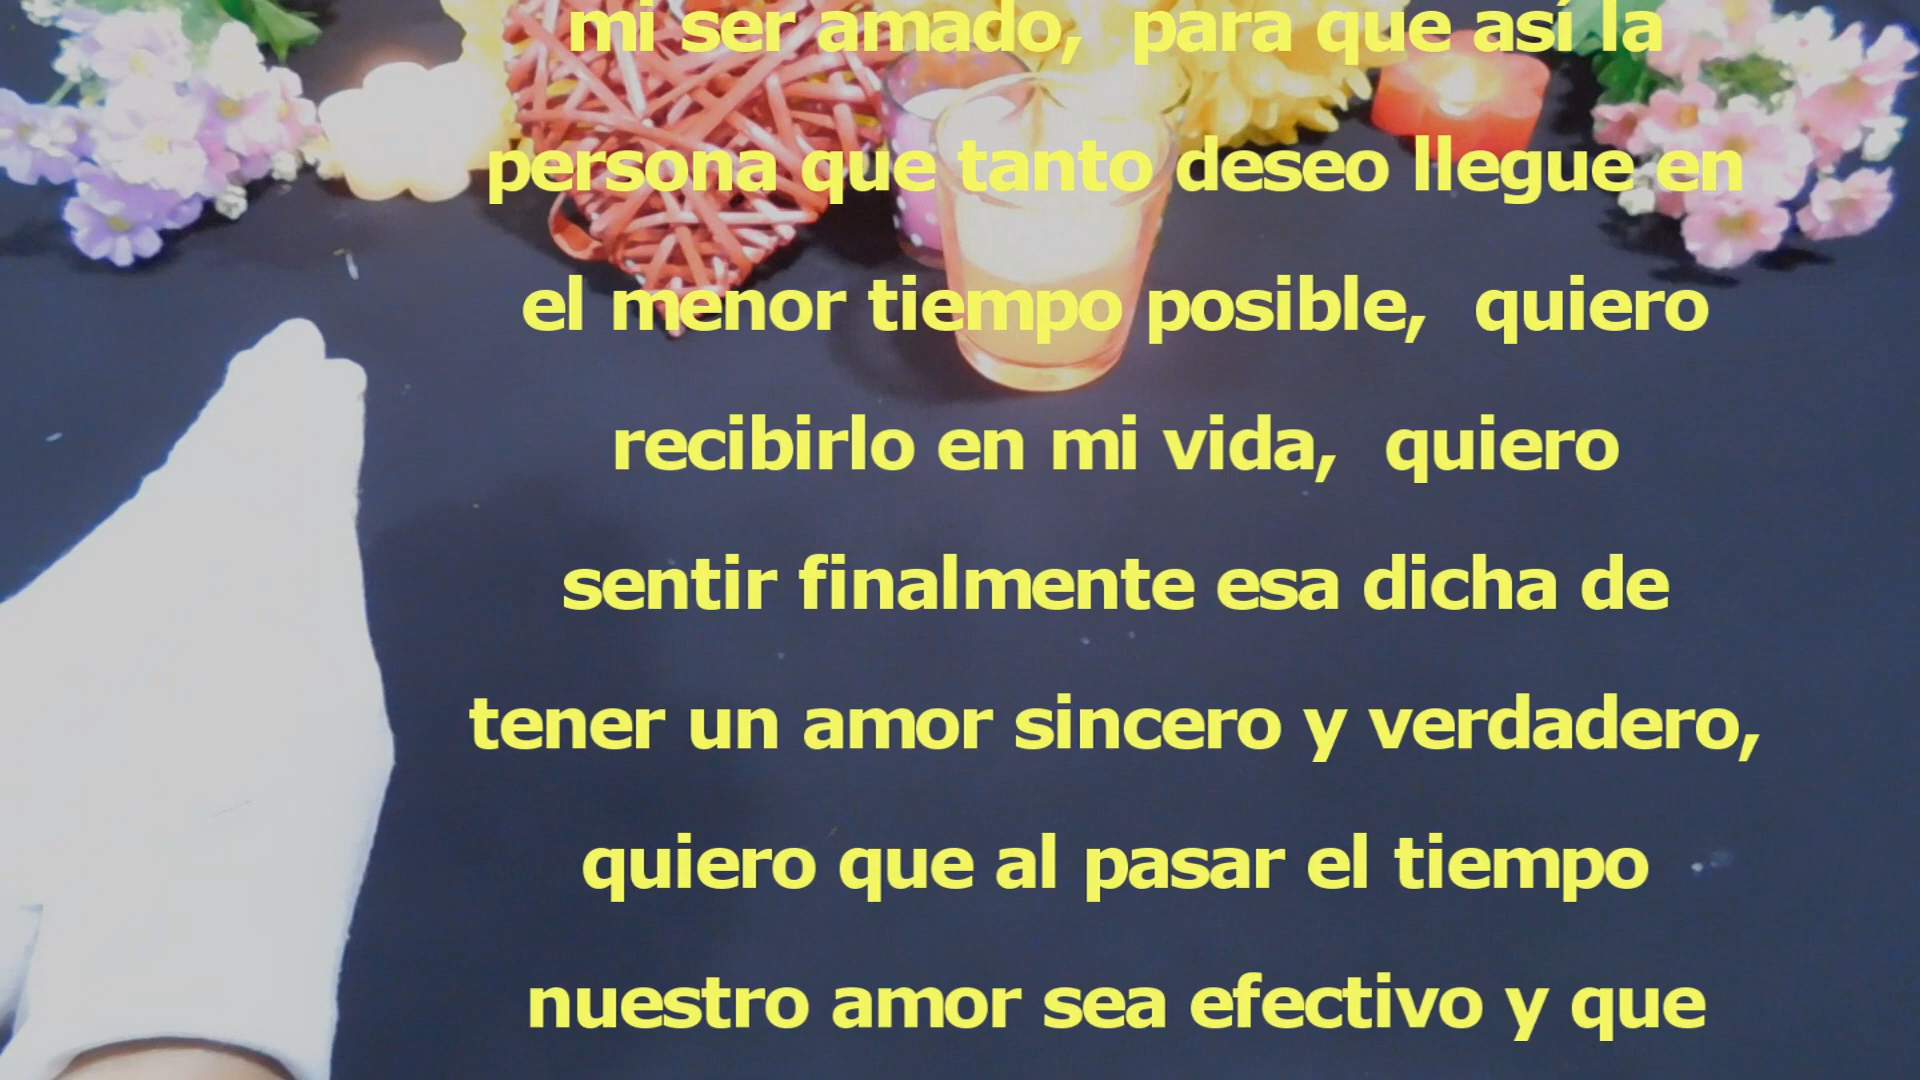 mi ser amado, para que así la
persona que tanto deseo llegue en
el menor tiempo posible, quiero
recibirlo en mi vida, quiero
sentir finalmente esa dicha de
tener un amor sincero y verdadero,
quiero que al pasar el tiempo
nuestro amor sea efectivo y que